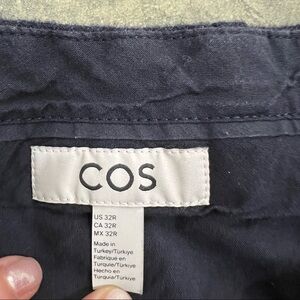 COS
US 32R
CA 32R
MX 32R
Made in
Turkey/Türkiye
Fabriqué en
Turquie/Türkiye
Hecho en
Turquía/Türkiye